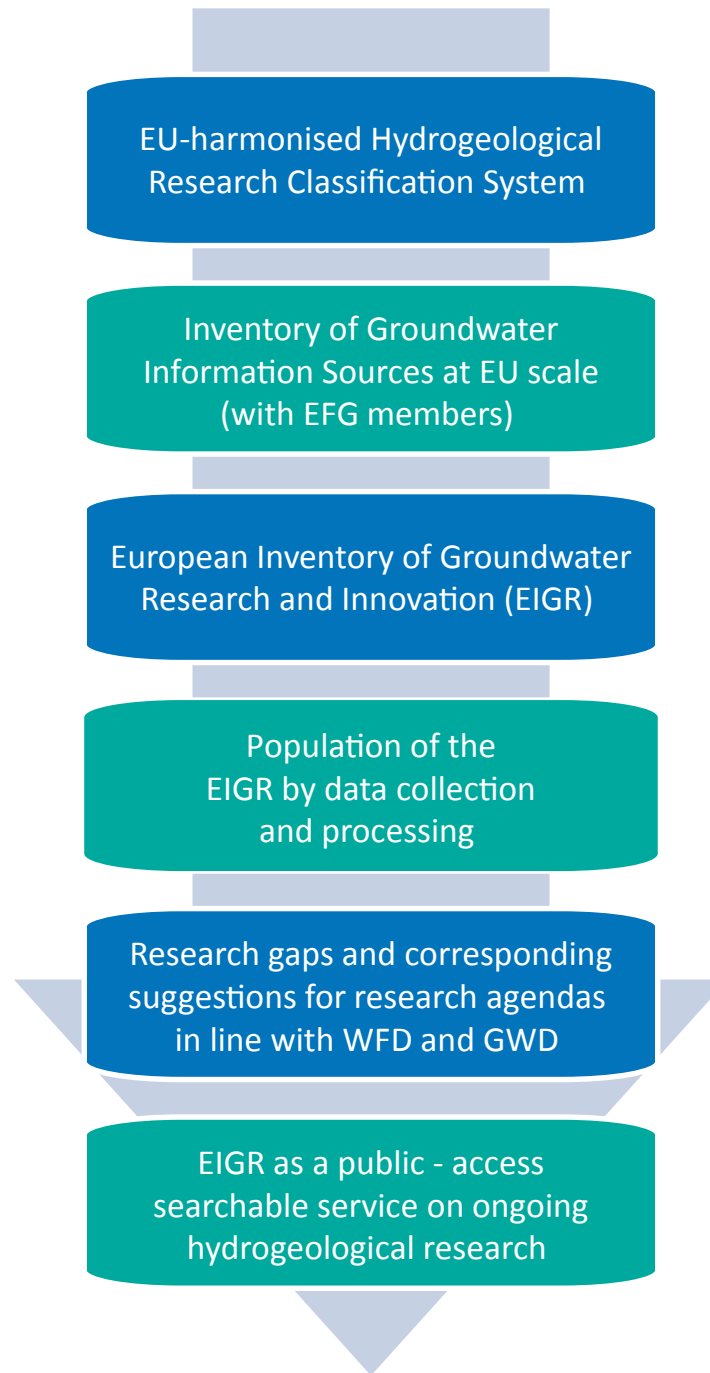 EU-harmonised Hydrogeological
Research Classification System
Inventory of Groundwater
Information Sources at EU scale
(with EFG members)
European Inventory of Groundwater
Research and Innovation (EIGR)
Population of the
EIGR by data collection
and processing
Research gaps and corresponding
suggestions for research agendas
in line with WFD and GWD
EIGR as a public - access
searchable service on ongoing
hydrogeological research